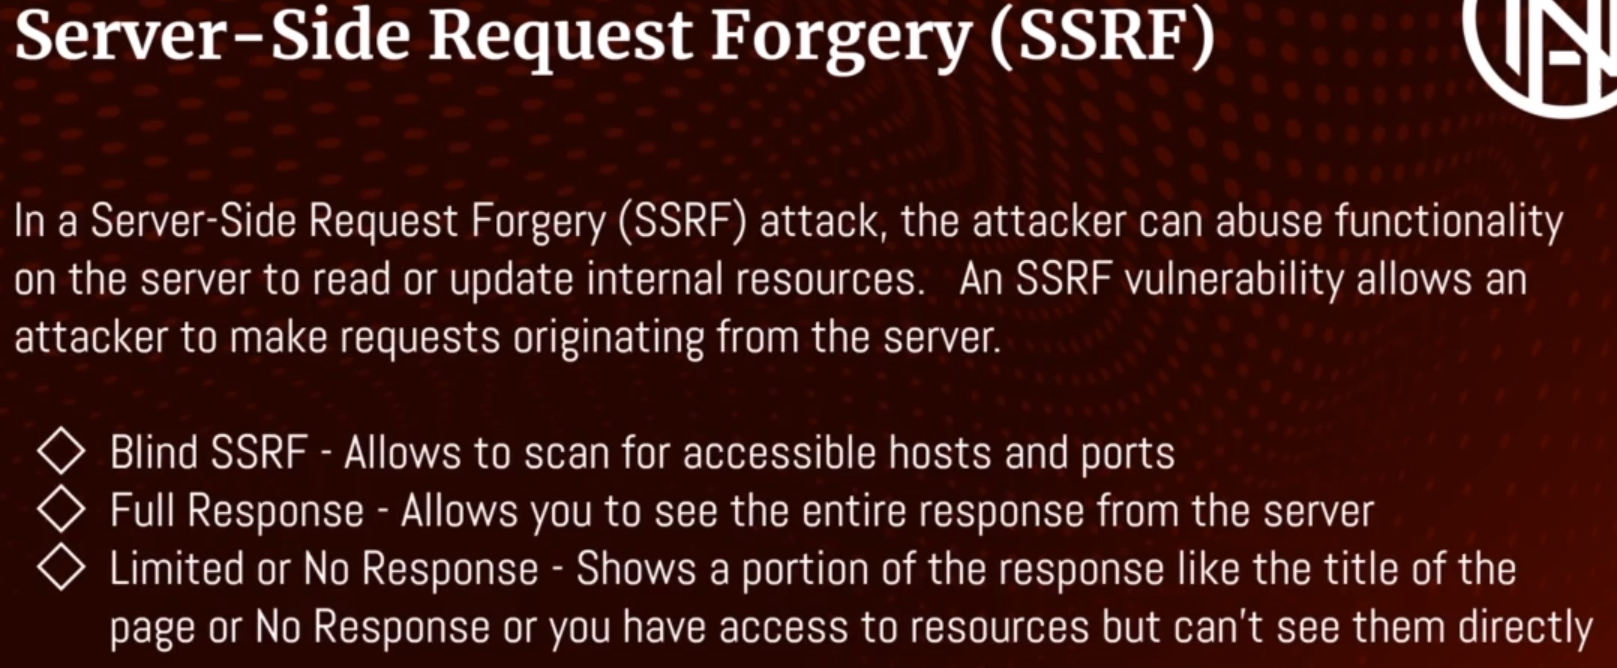 Server-Side Request Forgery (SSRF)
In a Server-Side Request Forgery (SSRF) attack, the attacker can abuse functionality
on the server to read or update internal resources.   An SSRF vulnerability allows an
attacker to make requests originating from the server.
Blind SSRF - Allows to scan for accessible hosts and ports
Full Response - Allows you to see the entire response from the server
Limited or No Response - Shows a portion of the response like the title of the
page or No Response or you have access to resources but can't see them directly